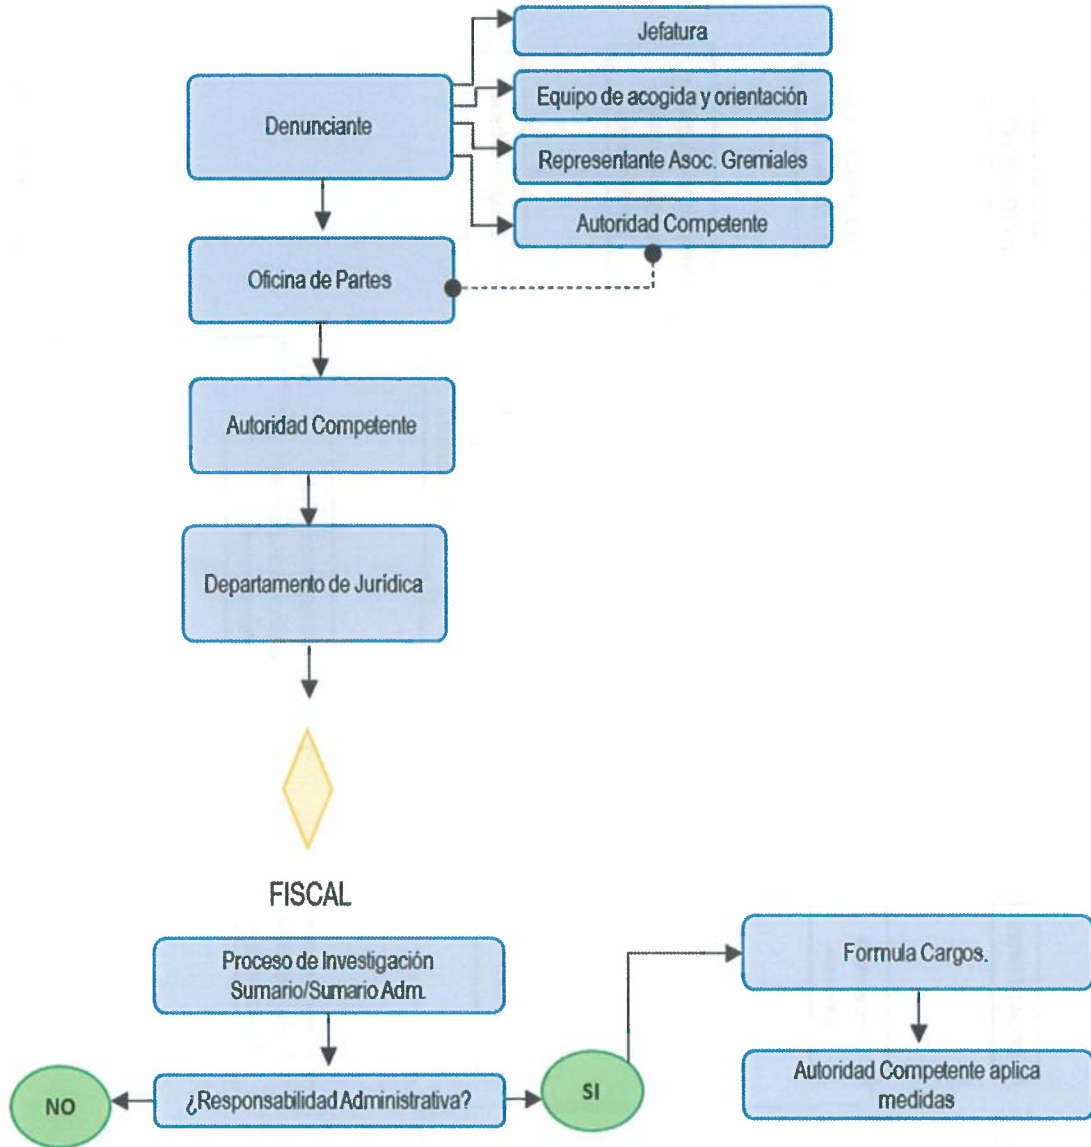 Jefatura
Denunciante
Equipo de acogida y orientación
Representante Asoc. Gremiales
Autoridad Competente
Oficina de Partes
Autoridad Competente
Departamento de Jurídica
FISCAL
Proceso de Investigación
Sumario/Sumario Adm.
¿Responsabilidad Administrativa?
NO
SI
Formula Cargos.
Autoridad Competente aplica
medidas